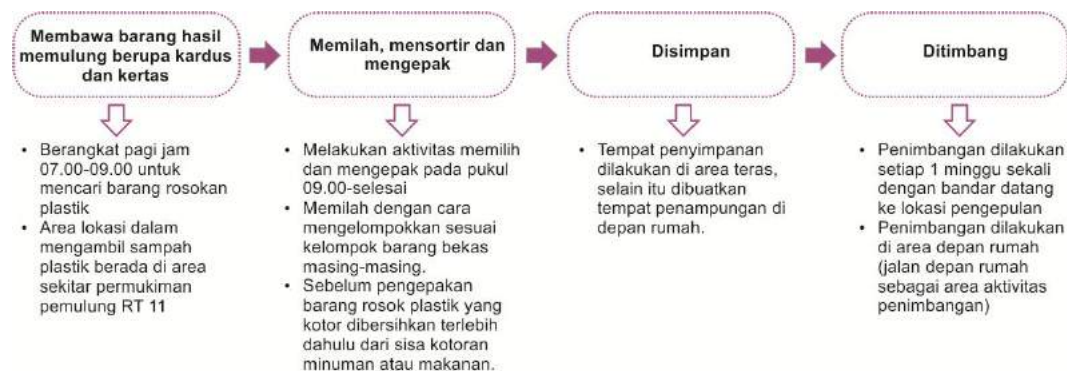 Membawa barang hasil
memulung berupa kardus
dan kertas
Memilah, mensortir dan
mengepak
Disimpan
Ditimbang
• Berangkat pagi jam
07.00-09.00 untuk
mencari barang rosokan
plastik
• Area lokasi dalam
mengambil sampah
plastik berada di area
sekitar permukiman
pemulung RT 11
• Melakukan aktivitas memilih
dan mengepak pada pukul
09.00-selesai
• Memilah dengan cara
mengelompokkan sesuai
kelompok barang bekas
masing-masing.
• Sebelum pengepakan
barang rosok plastik yang
kotor dibersihkan terlebih
dahulu dari sisa kotoran
minuman atau makanan.
• Tempat penyimpanan
dilakukan di area teras,
selain itu dibuatkan
tempat penampungan di
depan rumah.
• Penimbangan dilakukan
setiap 1 minggu sekali
dengan bandar datang
ke lokasi pengepulan
• Penimbangan dilakukan
di area depan rumah
(jalan depan rumah
sebagai area aktivitas
penimbangan)